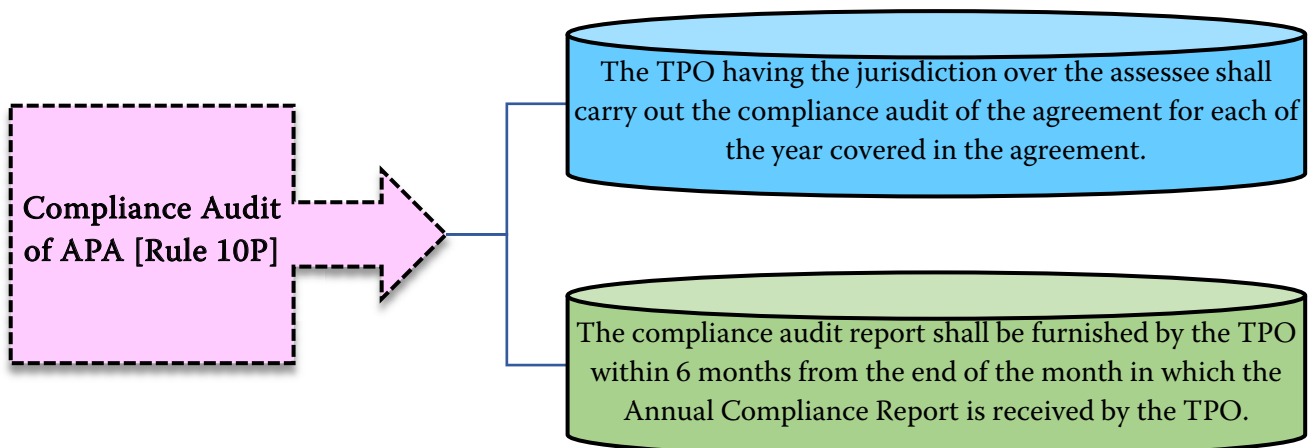 Compliance Audit
of APA [Rule 10P]
The TPO having the jurisdiction over the assessee shall
carry out the compliance audit of the agreement for each of
the year covered in the agreement.
The compliance audit report shall be furnished by the TPO
within 6 months from the end of the month in which the
Annual Compliance Report is received by the TPO.